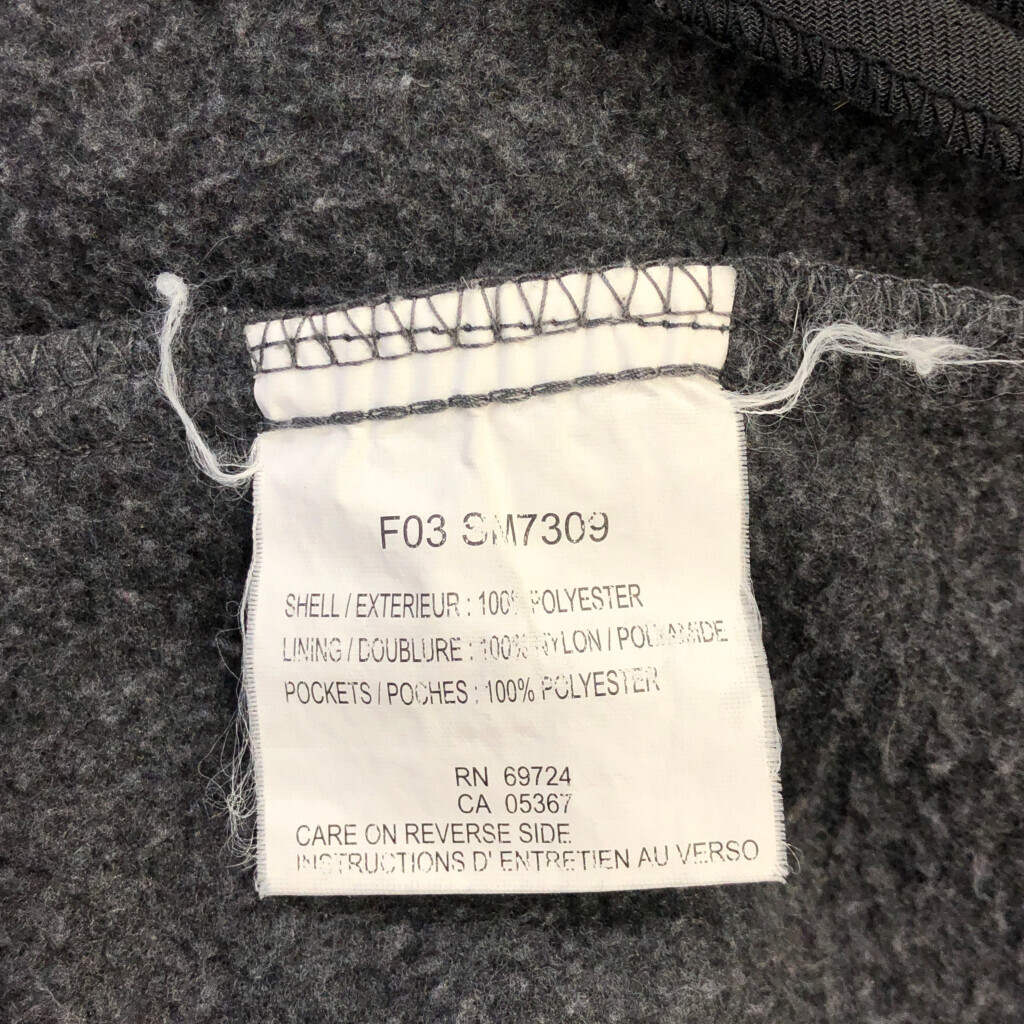 F03 SM7309
SHELL / EXTERIEUR : 100% POLYESTER
LINING / DOUBLURE : 100% NYLON / POLYAMIDE
POCKETS / POCHES : 100% POLYESTER
RN 69724
CA 05367
CARE ON REVERSE SIDE
INSTRUCTIONS D' ENTRETIEN AU VERSO